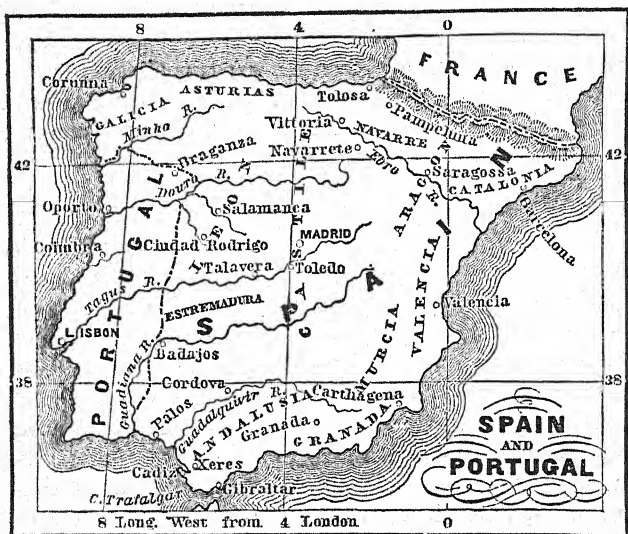 8 4 0
FRANCE
Corunna
ASTURIAS
GALICIA
Tolosa
Pampeluna
Minho R.
Vittoria
NAVARRE
Navarrete
42 42
Braganza
EBRO
Saragossa
CATALONIA
Barcelona
Douro R.
Oporto
Salamanca
LEON
CASTILE
ARAGON
Coimbra
Ciudad Rodrigo
MADRID
Talavera
Toledo
Tagus R.
ESTREMADURA
SPAIN
PORTUGAL
VALENCIA
Valencia
LISBON
Guadiana R.
Badajos
MURCIA
38 38
Cordova
Carthagena
Guadalquivir R.
Palos
ANDALUSIA
Granada
GRANADA
Xeres
Cadiz
Gibraltar
C. Trafalgar
SPAIN
AND
PORTUGAL
8 Long. West from 4 London 0